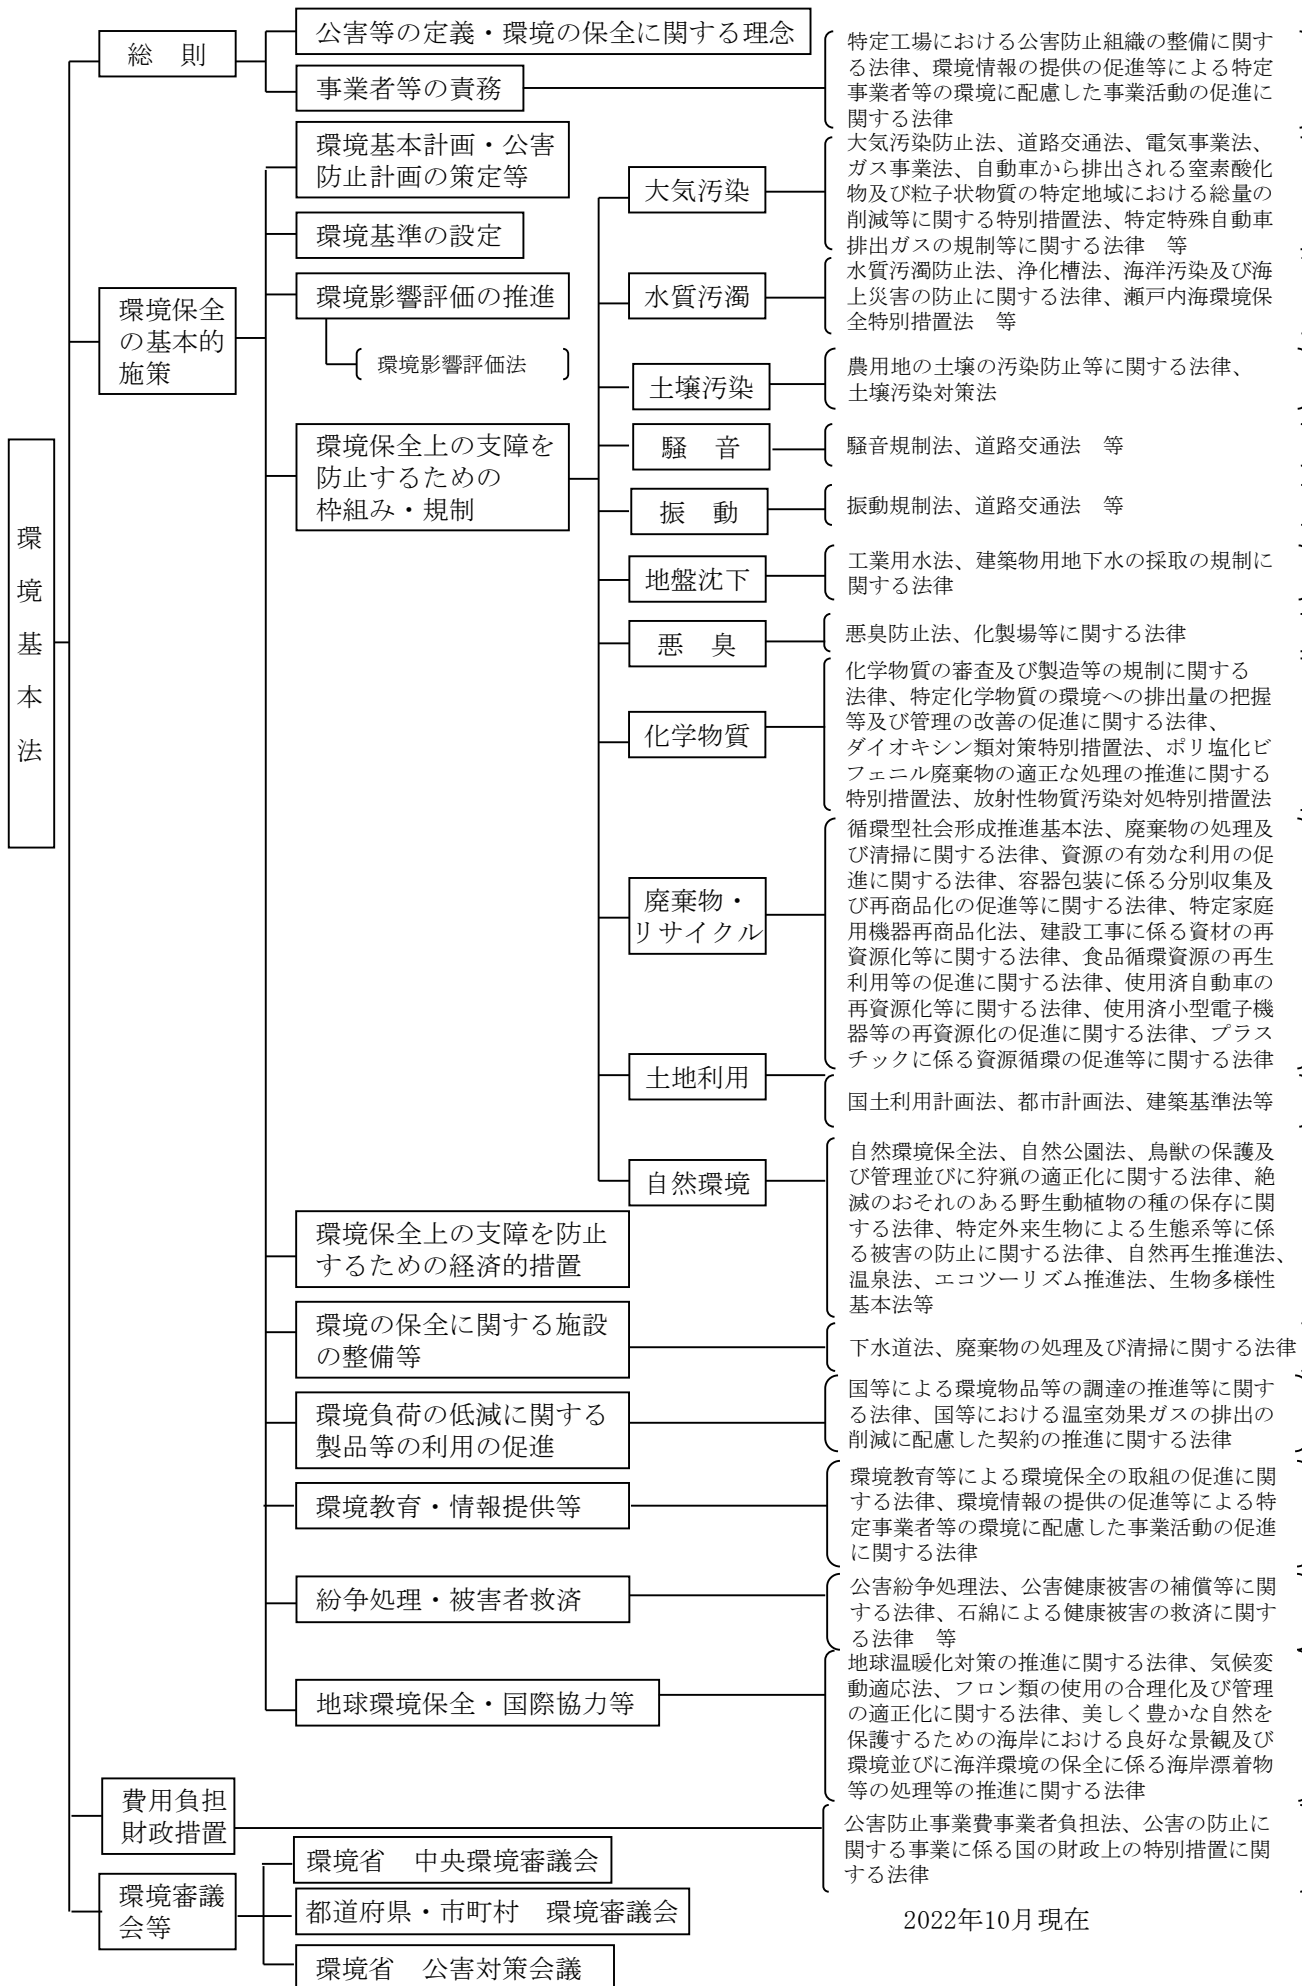 環境基本法
総　則
公害等の定義・環境の保全に関する理念
事業者等の責務
特定工場における公害防止組織の整備に関す
る法律、環境情報の提供の促進等による特定
事業者等の環境に配慮した事業活動の促進に
関する法律
環境保全
の基本的
施策
環境基本計画・公害
防止計画の策定等
環境基準の設定
環境影響評価の推進
環境影響評価法
環境保全上の支障を
防止するための
枠組み・規制
大気汚染
大気汚染防止法、道路交通法、電気事業法、
ガス事業法、自動車から排出される窒素酸化
物及び粒子状物質の特定地域における総量の
削減等に関する特別措置法、特定特殊自動車
排出ガスの規制等に関する法律　等
水質汚濁
水質汚濁防止法、浄化槽法、海洋汚染及び海
上災害の防止に関する法律、瀬戸内海環境保
全特別措置法　等
土壌汚染
農用地の土壌の汚染防止等に関する法律、
土壌汚染対策法
騒　音
騒音規制法、道路交通法　等
振　動
振動規制法、道路交通法　等
地盤沈下
工業用水法、建築物用地下水の採取の規制に
関する法律
悪　臭
悪臭防止法、化製場等に関する法律
化学物質
化学物質の審査及び製造等の規制に関する
法律、特定化学物質の環境への排出量の把握
等及び管理の改善の促進に関する法律、
ダイオキシン類対策特別措置法、ポリ塩化ビ
フェニル廃棄物の適正な処理の推進に関する
特別措置法、放射性物質汚染対処特別措置法
廃棄物・
リサイクル
循環型社会形成推進基本法、廃棄物の処理及
び清掃に関する法律、資源の有効な利用の促
進に関する法律、容器包装に係る分別収集及
び再商品化の促進等に関する法律、特定家庭
用機器再商品化法、建設工事に係る資材の再
資源化等に関する法律、食品循環資源の再生
利用等の促進に関する法律、使用済自動車の
再資源化等に関する法律、使用済小型電子機
器等の再資源化の促進に関する法律、プラス
チックに係る資源循環の促進等に関する法律
土地利用
国土利用計画法、都市計画法、建築基準法等
自然環境
自然環境保全法、自然公園法、鳥獣の保護及
び管理並びに狩猟の適正化に関する法律、絶
滅のおそれのある野生動植物の種の保存に関
する法律、特定外来生物による生態系等に係
る被害の防止に関する法律、自然再生推進法、
温泉法、エコツーリズム推進法、生物多様性
基本法等
環境保全上の支障を防止
するための経済的措置
環境の保全に関する施設
の整備等
下水道法、廃棄物の処理及び清掃に関する法律
環境負荷の低減に関する
製品等の利用の促進
国等による環境物品等の調達の推進等に関す
る法律、国等における温室効果ガスの排出の
削減に配慮した契約の推進に関する法律
環境教育・情報提供等
環境教育等による環境保全の取組の促進に関
する法律、環境情報の提供の促進等による特
定事業者等の環境に配慮した事業活動の促進
に関する法律
紛争処理・被害者救済
公害紛争処理法、公害健康被害の補償等に関
する法律、石綿による健康被害の救済に関す
る法律　等
地球環境保全・国際協力等
地球温暖化対策の推進に関する法律、気候変
動適応法、フロン類の使用の合理化及び管理
の適正化に関する法律、美しく豊かな自然を
保護するための海岸における良好な景観及び
環境並びに海洋環境の保全に係る海岸漂着物
等の処理等の推進に関する法律
費用負担
財政措置
公害防止事業費事業者負担法、公害の防止に
関する事業に係る国の財政上の特別措置に関
する法律
環境審議
会等
環境省　中央環境審議会
都道府県・市町村　環境審議会
環境省　公害対策会議
2022年10月現在